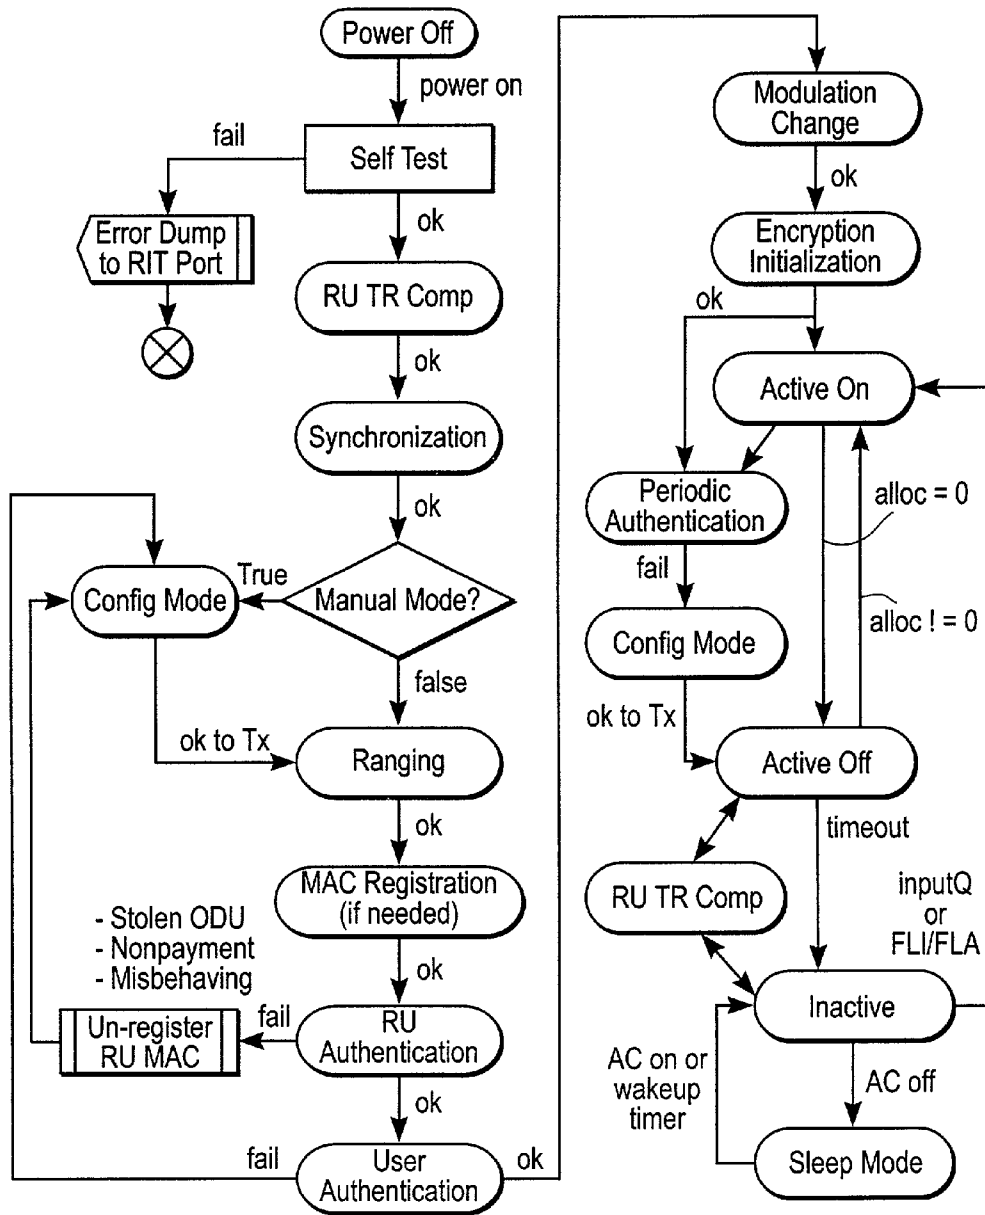 Power Off
power on
fail
Self Test
ok
Error Dump
to RIT Port
RU TR Comp
ok
Synchronization
ok
True
Config Mode
Manual Mode?
false
ok to Tx
Ranging
ok
MAC Registration
(if needed)
- Stolen ODU
- Nonpayment
- Misbehaving
ok
Un-register
RU MAC
fail
RU
Authentication
ok
fail
User
Authentication
ok
Modulation
Change
ok
Encryption
Initialization
ok
Active On
Periodic
Authentication
alloc = 0
fail
Config Mode
alloc ! = 0
ok to Tx
Active Off
timeout
RU TR Comp
inputQ
or
FLI/FLA
Inactive
AC on or
wakeup
timer
AC off
Sleep Mode